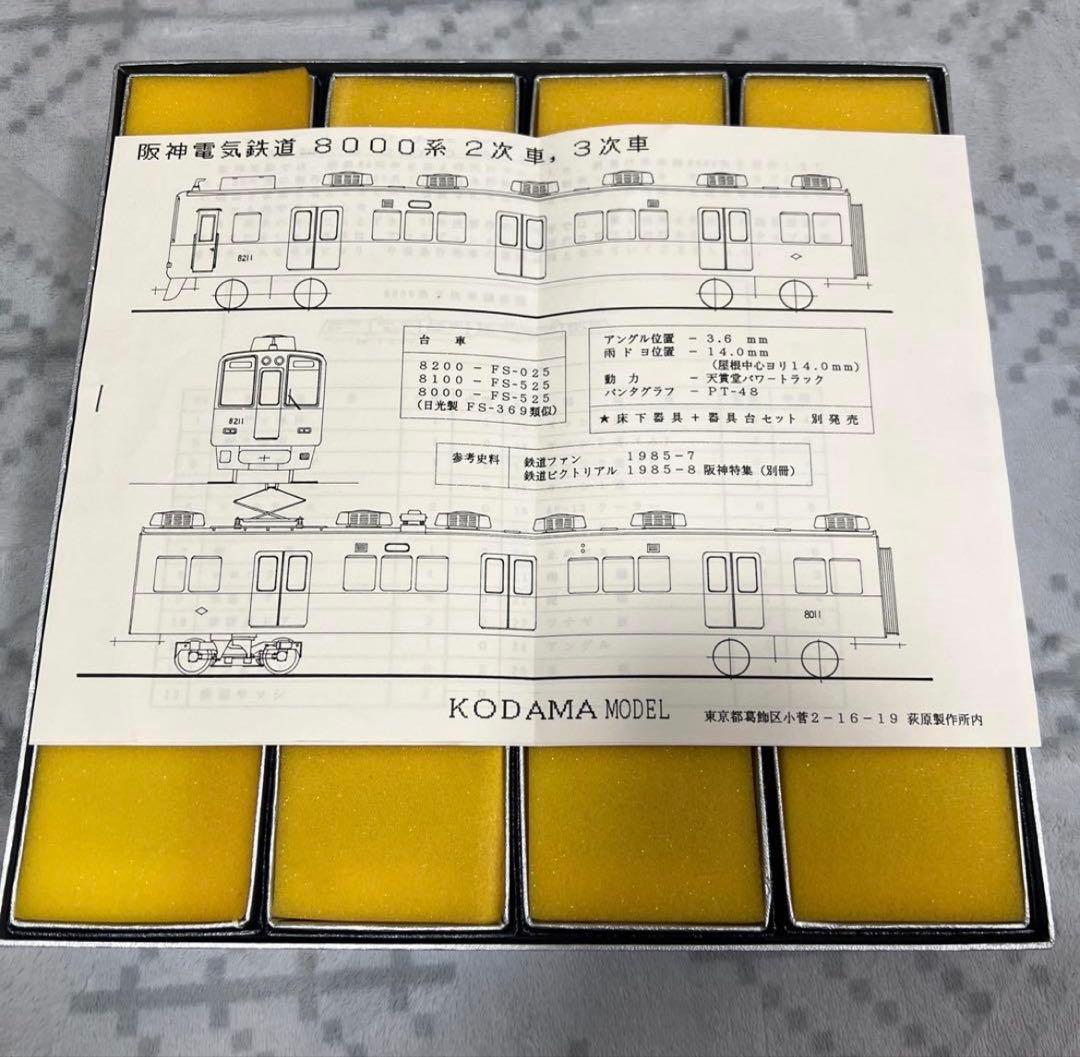 阪神電気鉄道 8000系 2次車, 3次車
8211
台 車
8200-FS-025
8100-FS-525
8000-FS-525
(日光製 FS-369類似)
アングル位置 - 3.6 mm
雨ドヨ位置 - 14.0mm
(屋根中心ヨリ14.0mm)
動 力 - 天賞堂パワートラック
パンタグラフ - PT-48
★床下器具+器具台セット 別発売
8211
参考史料 鉄道ファン 1985-7
鉄道ピクトリアル 1985-8 阪神特集(別冊)
8011
KODAMA MODEL
東京都葛飾区小菅2-16-19 荻原製作所内
アングル
サッシ